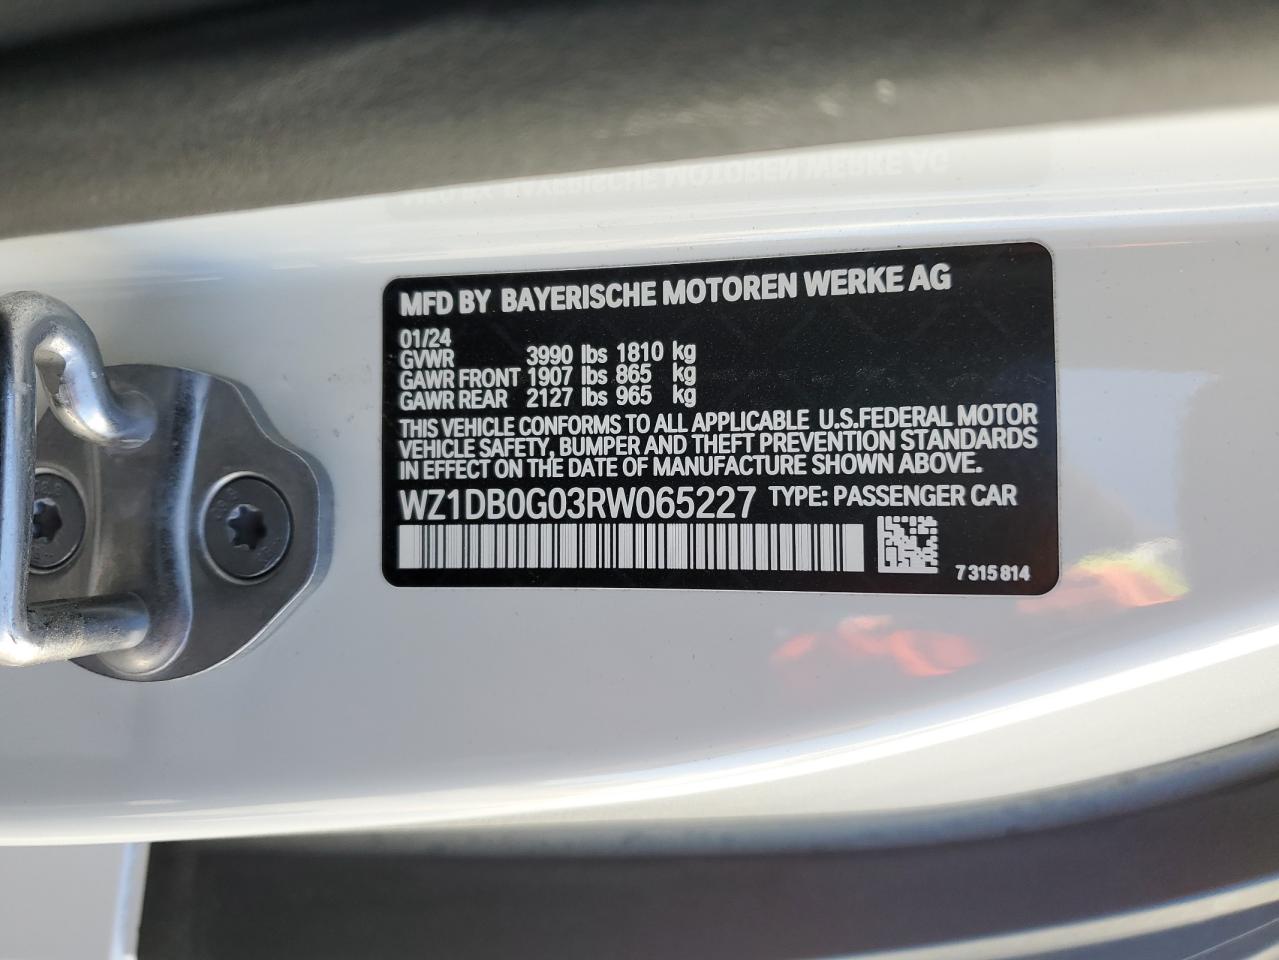 MFD BY BAYERISCHE MOTOREN WERKE AG
01/24
GVWR 3990 lbs 1810 kg
GAWR FRONT 1907 lbs 865 kg
GAWR REAR 2127 lbs 965 kg
THIS VEHICLE CONFORMS TO ALL APPLICABLE U.S.FEDERAL MOTOR
VEHICLE SAFETY, BUMPER AND THEFT PREVENTION STANDARDS
IN EFFECT ON THE DATE OF MANUFACTURE SHOWN ABOVE.
WZ1DB0G03RW065227 TYPE: PASSENGER CAR
7 315 814